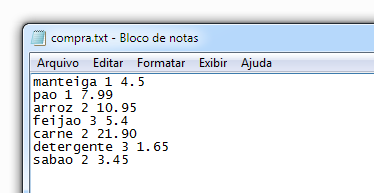 compra.txt - Bloco de notas
Arquivo Editar Formatar Exibir Ajuda
manteiga 1 4.5
pao 1 7.99
arroz 2 10.95
feijao 3 5.4
carne 2 21.90
detergente 3 1.65
sabao 2 3.45